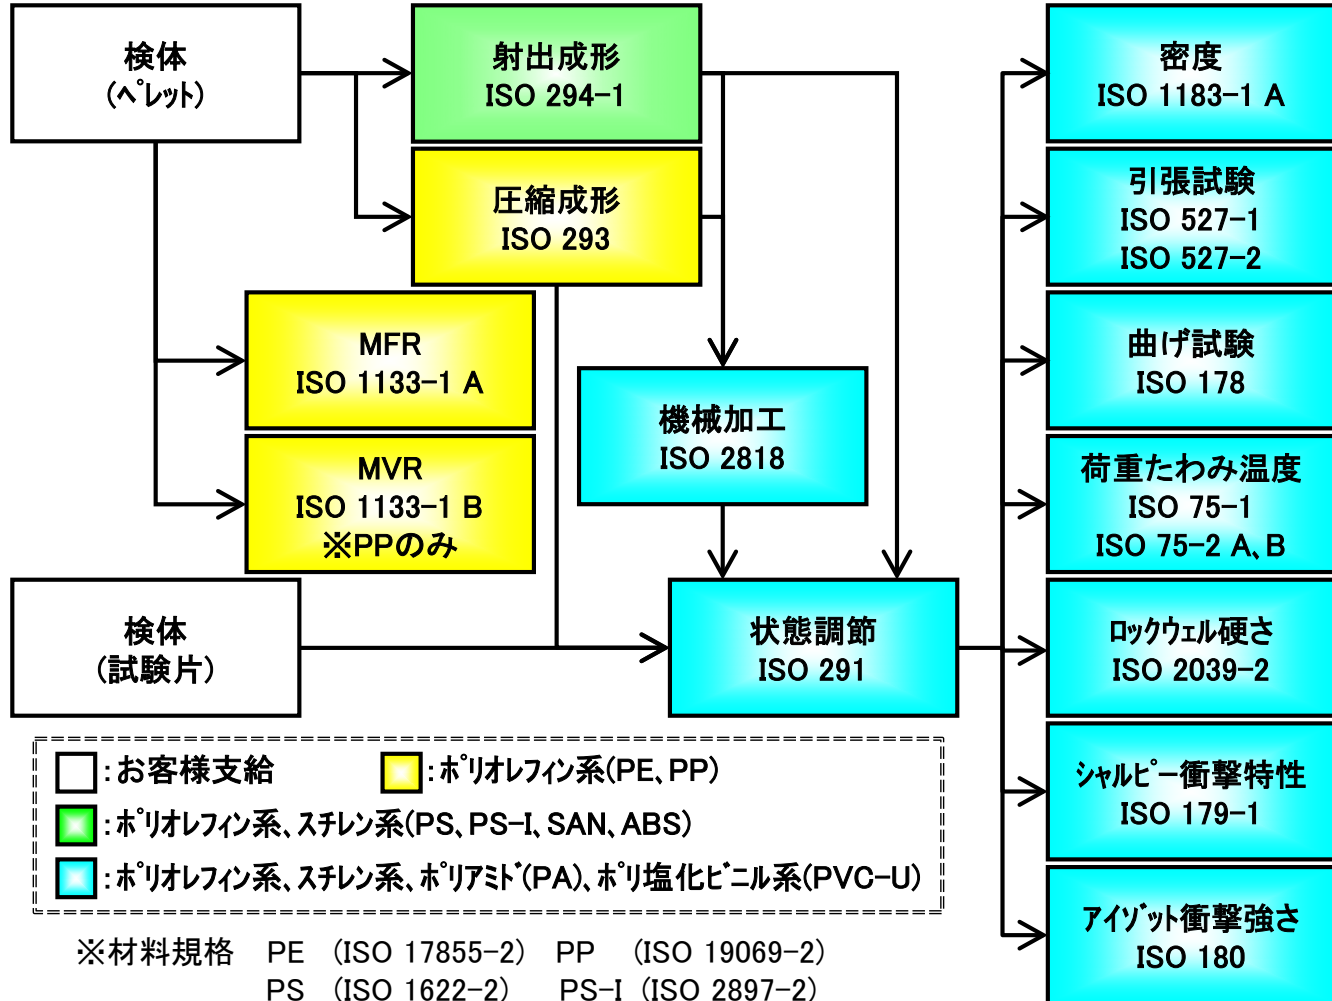 検体
(ペレット)
射出成形
ISO 294-1
圧縮成形
ISO 293
MFR
ISO 1133-1 A
MVR
ISO 1133-1 B
※PPのみ
機械加工
ISO 2818
検体
(試験片)
状態調節
ISO 291
密度
ISO 1183-1 A
引張試験
ISO 527-1
ISO 527-2
曲げ試験
ISO 178
荷重たわみ温度
ISO 75-1
ISO 75-2 A、B
ロックウェル硬さ
ISO 2039-2
シャルピー衝撃特性
ISO 179-1
アイゾット衝撃強さ
ISO 180
:お客様支給 :ポリオレフィン系(PE、PP)
:ポリオレフィン系、スチレン系(PS、PS-I、SAN、ABS)
:ポリオレフィン系、スチレン系、ポリアミド(PA)、ポリ塩化ビニル系(PVC-U)
※材料規格 PE (ISO 17855-2) PP (ISO 19069-2)
PS (ISO 1622-2) PS-I (ISO 2897-2)